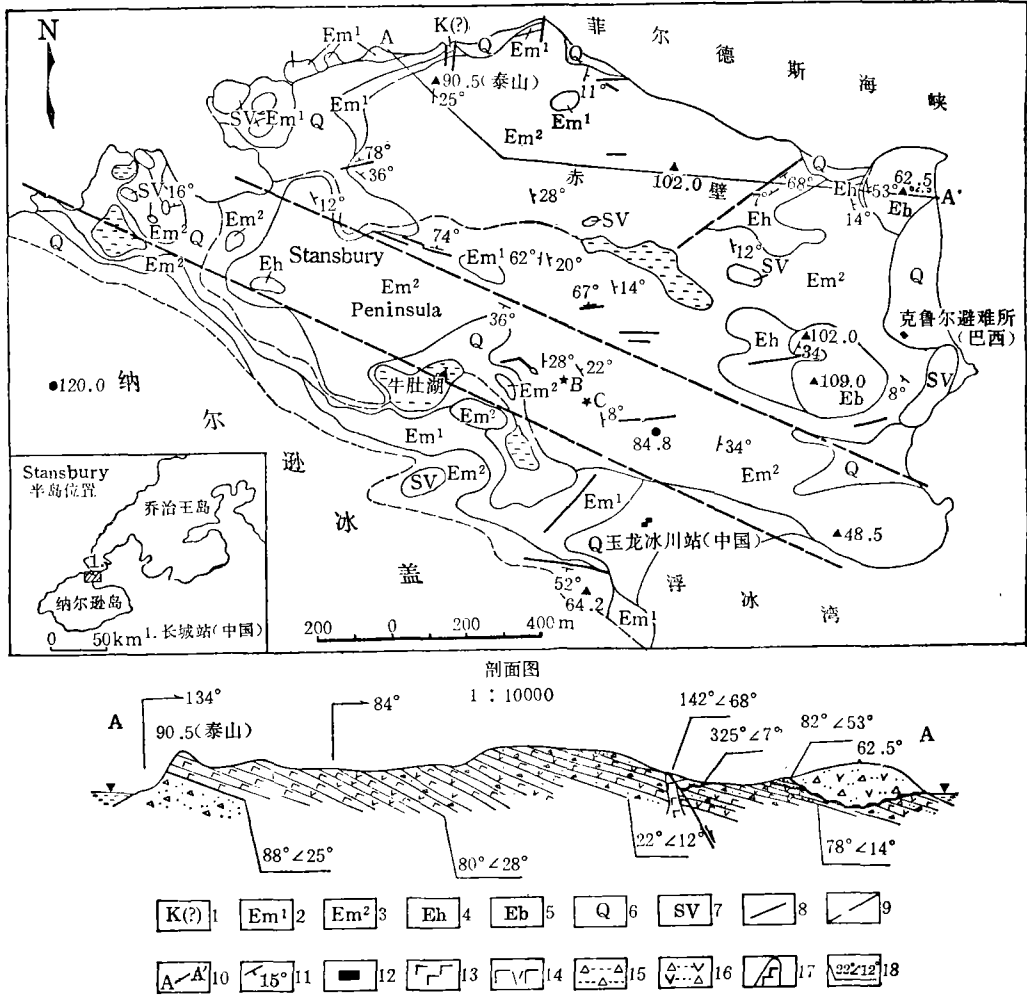 N
菲尔德斯海峡
K(?)
Em¹ A Q Em¹ Q
90.5(泰山)
25° 11°
SV Em¹ Q Em¹ Em¹
Em²
78°
36°
102.0
赤壁
Q
62.5
68° Eh 53° A'
7° Eb
Eh 14°
SV 16°
Em² Q Em²
12°
28°
SV
12°
SV
Em²
Q
Q Em²
Eh
Stansbury
74°
Em¹ 62° 20°
Em²
Peninsula
67° 14°
36°
Q
Eh 102.0
34
109.0
Eb
8°
SV
克鲁尔避难所
(巴西)
120.0
纳尔逊冰盖
牛肚湖
Em²
28° 22°
B
C
8°
84.8
34°
Em²
Q
Em²
Em¹
SV Em²
Em¹
Q 玉龙冰川站(中国)
48.5
浮冰湾
52°
64.2
Em¹
Stansbury
半岛位置
乔治王岛
1.
纳尔逊岛
0 50km 1.长城站(中国)
200 0 200 400 m
剖面图
1：10000
A 134° 84° 142°∠68° 82°∠53° A
90.5(泰山) 325°∠7° 62.5°
88°∠25° 80°∠28° 22°∠12° 78°∠14°
K(?) 1 Em¹ 2 Em² 3 Eh 4 Eb 5 Q 6 SV 7 8 9
A A' 10 15° 11 12 13 14 15 16 17 22°∠12° 18